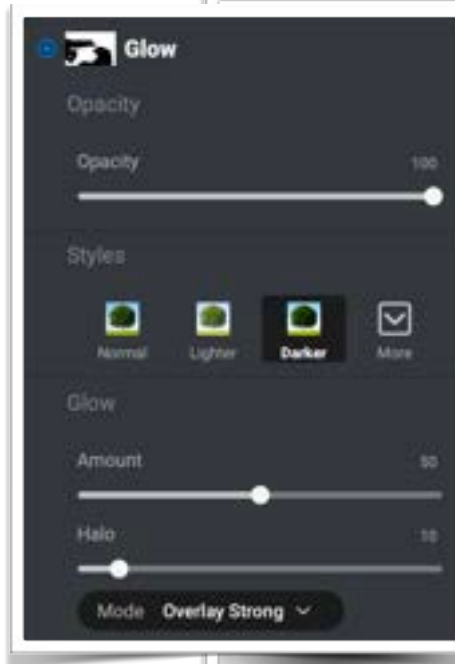 Glow
Opacity
Opacity 100
Styles
Normal Lighter Darker More
Glow
Amount 50
Halo 10
Mode Overlay Strong